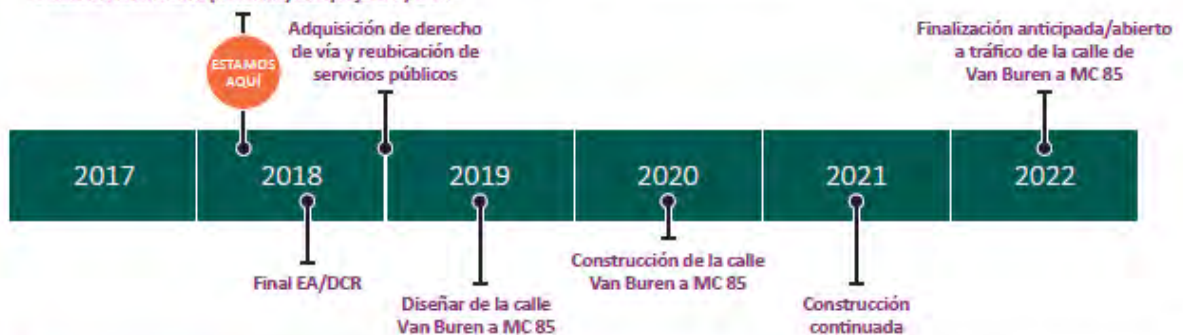 ESTAMOS
AQUÍ
Adquisición de derecho
de vía y reubicación de
servicios públicos
Finalización anticipada/abierto
a tráfico de la calle de
Van Buren a MC 85
2017
2018
2019
2020
2021
2022
Final EA/DCR
Diseñar de la calle
Van Buren a MC 85
Construcción de la calle
Van Buren a MC 85
Construcción
continuada